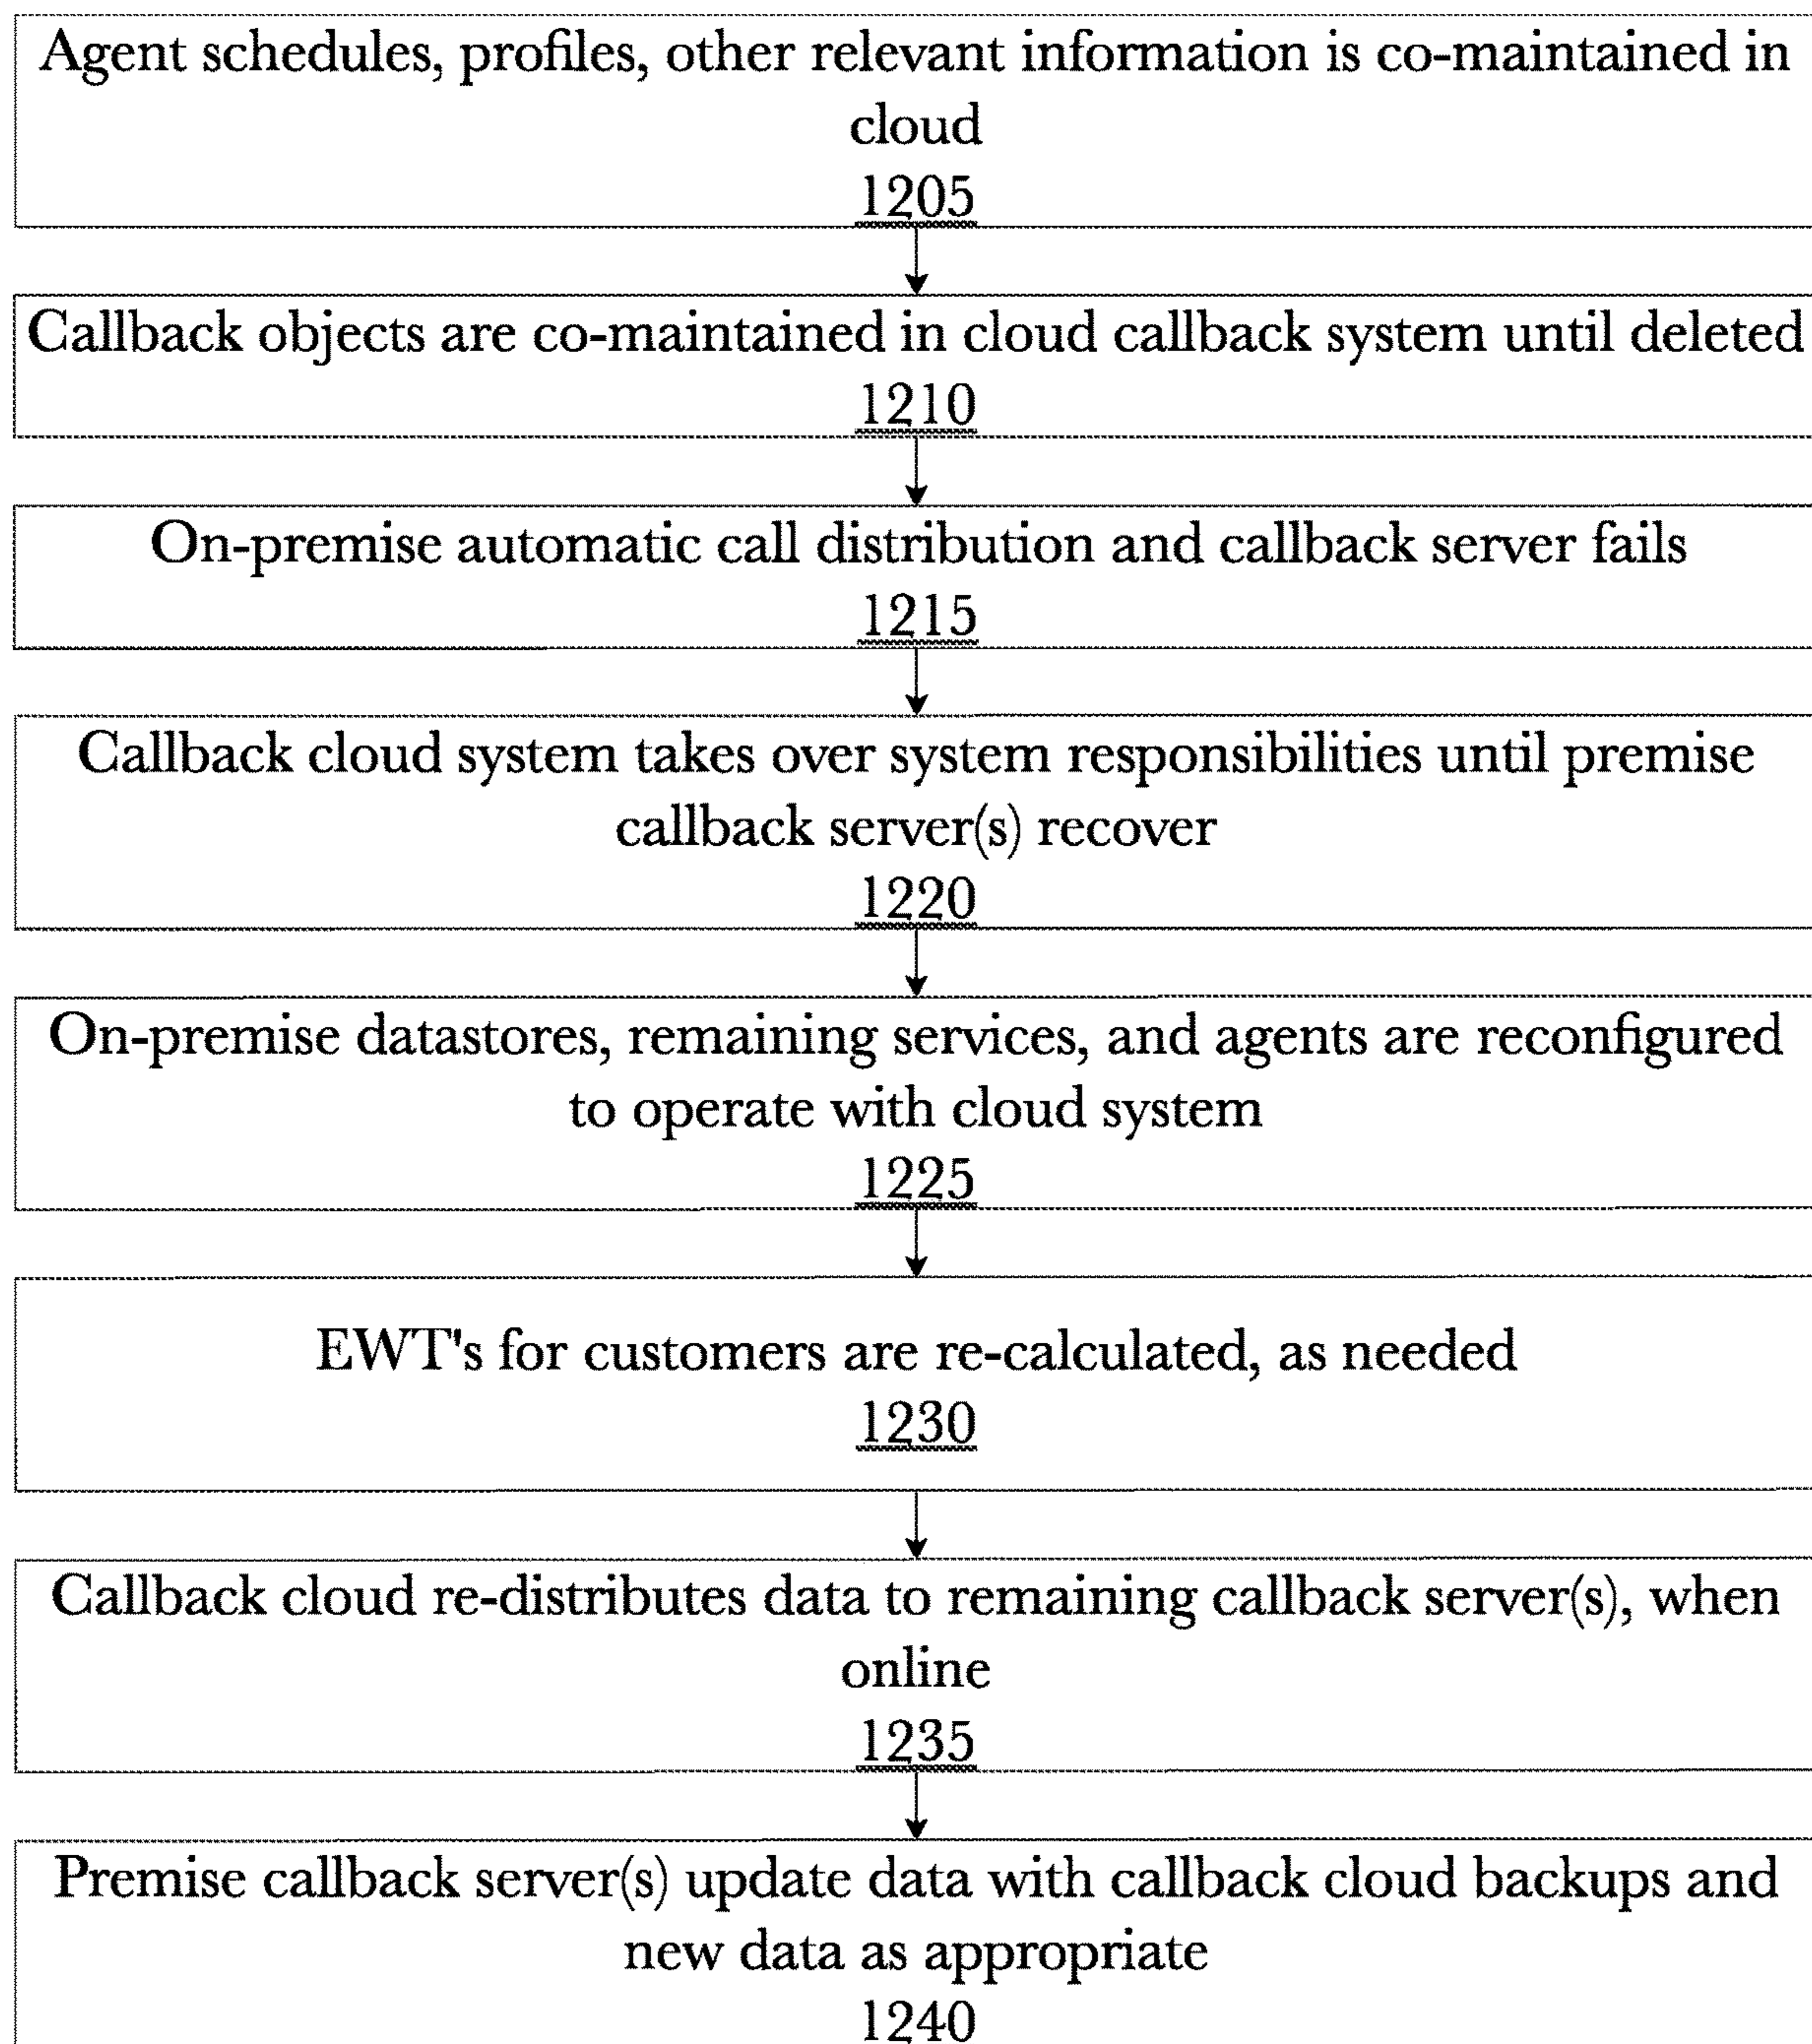 Agent schedules, profiles, other relevant information is co-maintained in
cloud
1205
Callback objects are co-maintained in cloud callback system until deleted
1210
On-premise automatic call distribution and callback server fails
1215
Callback cloud system takes over system responsibilities until premise
callback server(s) recover
1220
On-premise datastores, remaining services, and agents are reconfigured
to operate with cloud system
1225
EWT's for customers are re-calculated, as needed
1230
Callback cloud re-distributes data to remaining callback server(s), when
online
1235
Premise callback server(s) update data with callback cloud backups and
new data as appropriate
1240